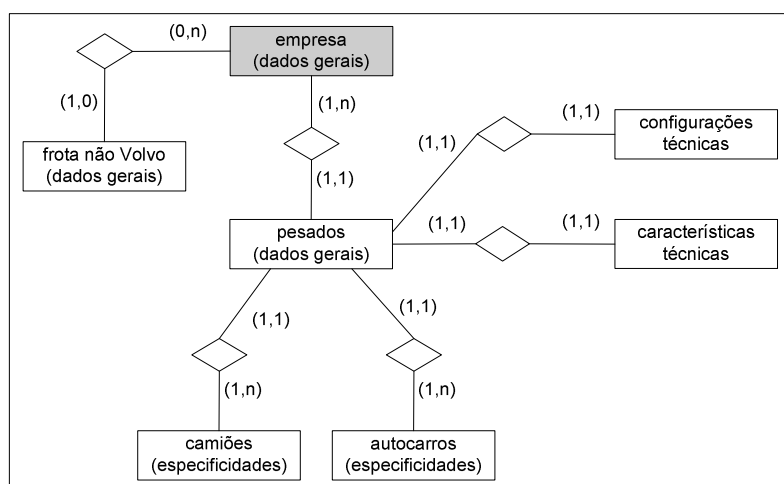 (0,n)
empresa
(dados gerais)
(1,0)
(1,n)
frota não Volvo
(dados gerais)
(1,1)
(1,1)
(1,1)
configurações
técnicas
pesados
(dados gerais)
(1,1)
(1,1)
características
técnicas
(1,1)
(1,1)
(1,n)
(1,n)
camiões
(especificidades)
autocarros
(especificidades)